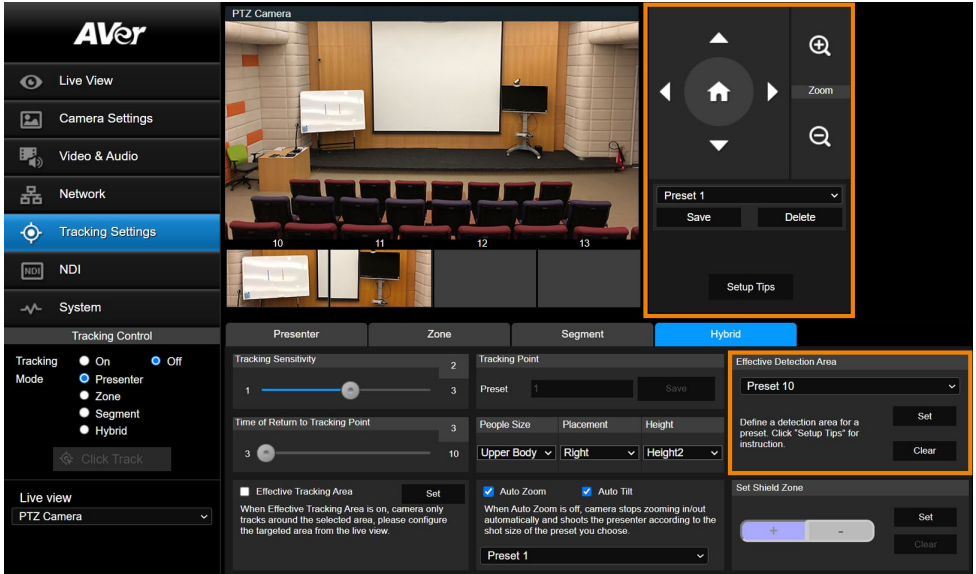 AVer
Live View
Camera Settings
Video & Audio
Network
Tracking Settings
NDI
NDI
System
Tracking Control
Tracking
On
Off
Mode
Presenter
Zone
Segment
Hybrid
Click Track
Live view
PTZ Camera
PTZ Camera
10
11
12
13
Zoom
Preset 1
Save
Delete
Setup Tips
Presenter
Zone
Segment
Hybrid
Tracking Sensitivity
2
1
3
Time of Return to Tracking Point
3
3
10
Effective Tracking Area
Set
When Effective Tracking Area is on, camera only
tracks around the selected area, please configure
the targeted area from the live view.
Tracking Point
Preset
1
Save
People Size
Placement
Height
Upper Body
Right
Height2
Auto Zoom
Auto Tilt
When Auto Zoom is off, camera stops zooming in/out
automatically and shoots the presenter according to the
shot size of the preset you choose.
Preset 1
Effective Detection Area
Preset 10
Define a detection area for a
preset. Click "Setup Tips" for
instruction.
Set
Clear
Set Shield Zone
+
-
Set
Clear